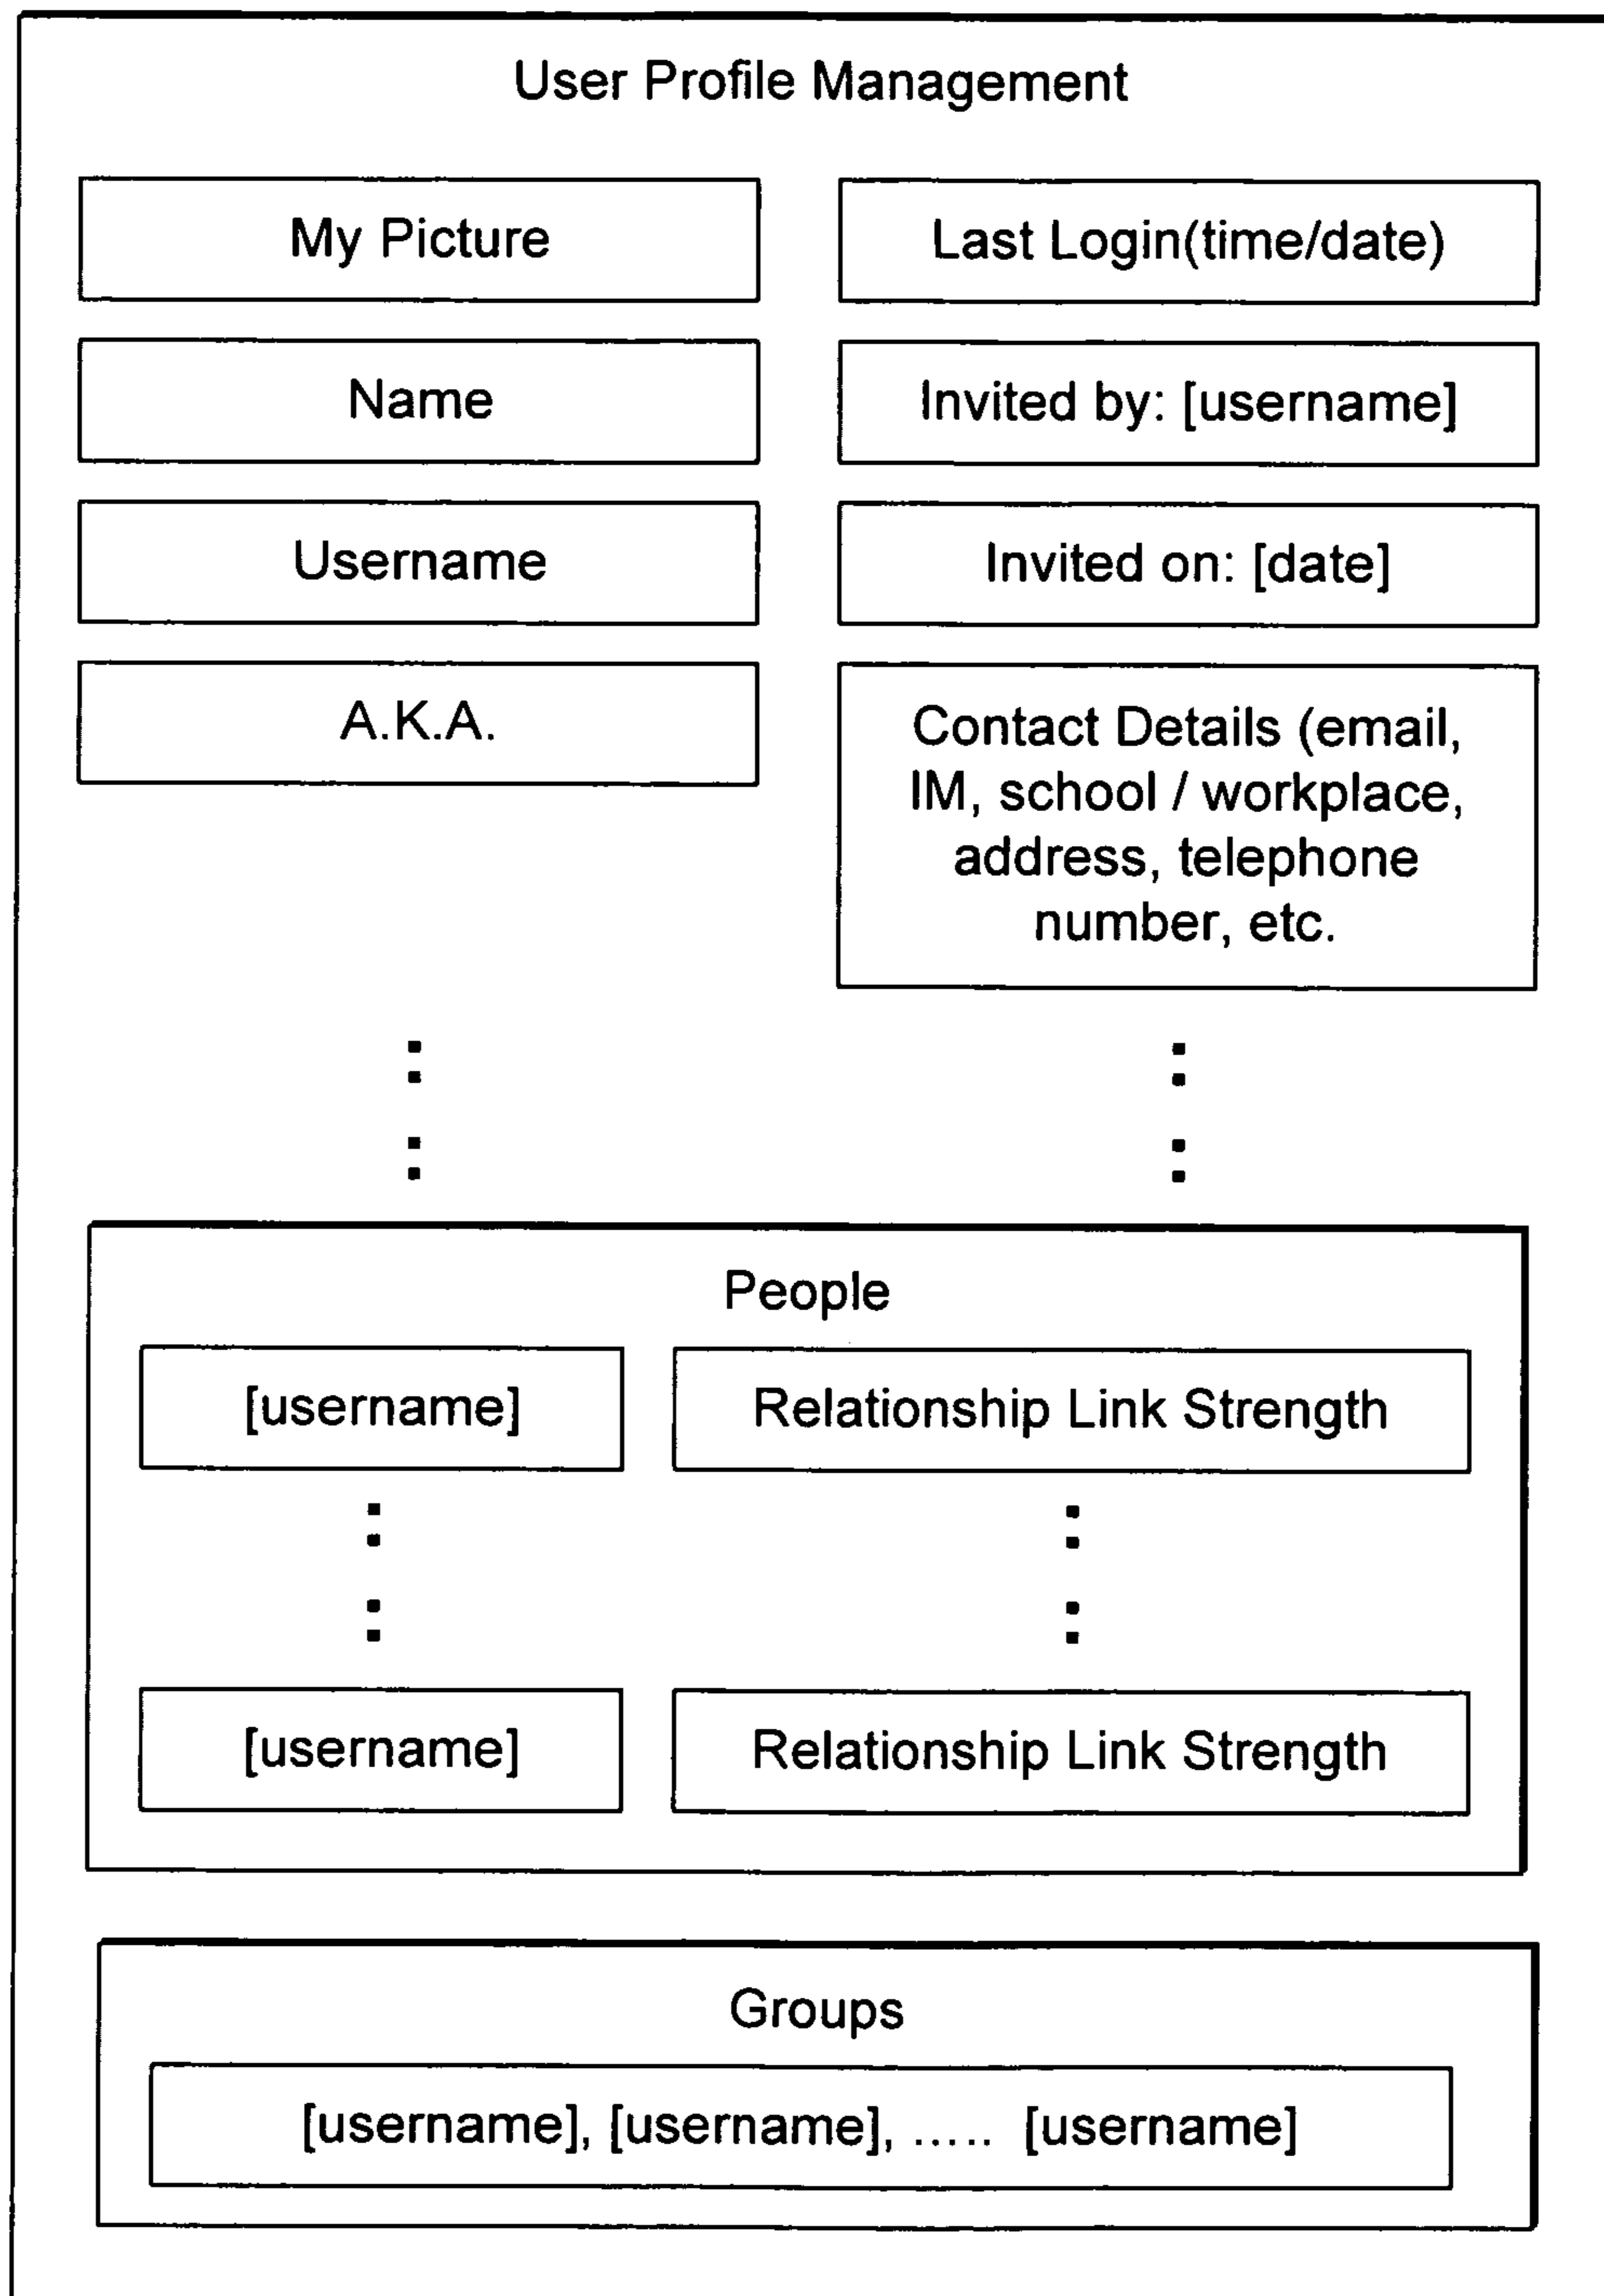 User Profile Management
My Picture
Last Login(time/date)
Name
Invited by: [username]
Username
Invited on: [date]
A.K.A.
Contact Details (email,
IM, school / workplace,
address, telephone
number, etc.
People
[username]
Relationship Link Strength
[username]
Relationship Link Strength
Groups
[username], [username], ..... [username]